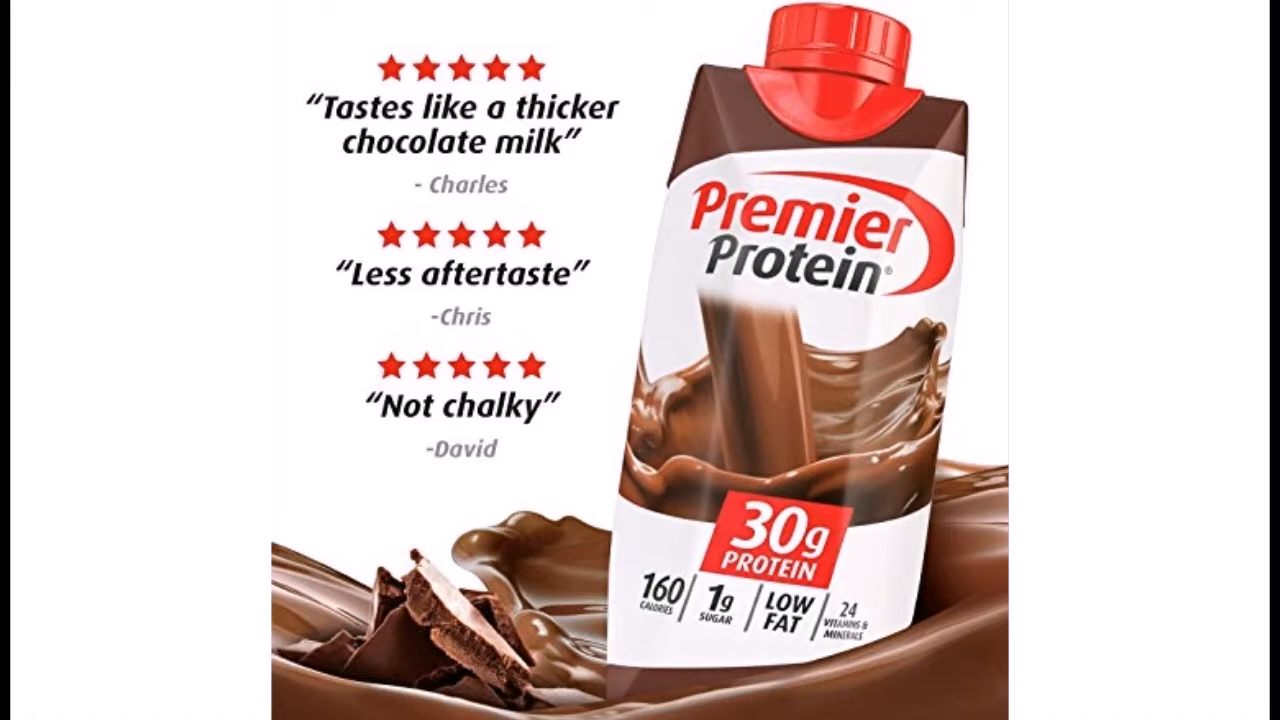 “Tastes like a thicker
chocolate milk”
- Charles
“Less aftertaste”
-Chris
“Not chalky”
-David
Premier
Protein®
30g
PROTEIN
160
CALORIES
1g
SUGAR
LOW
FAT
24
VITAMINS &
MINERALS